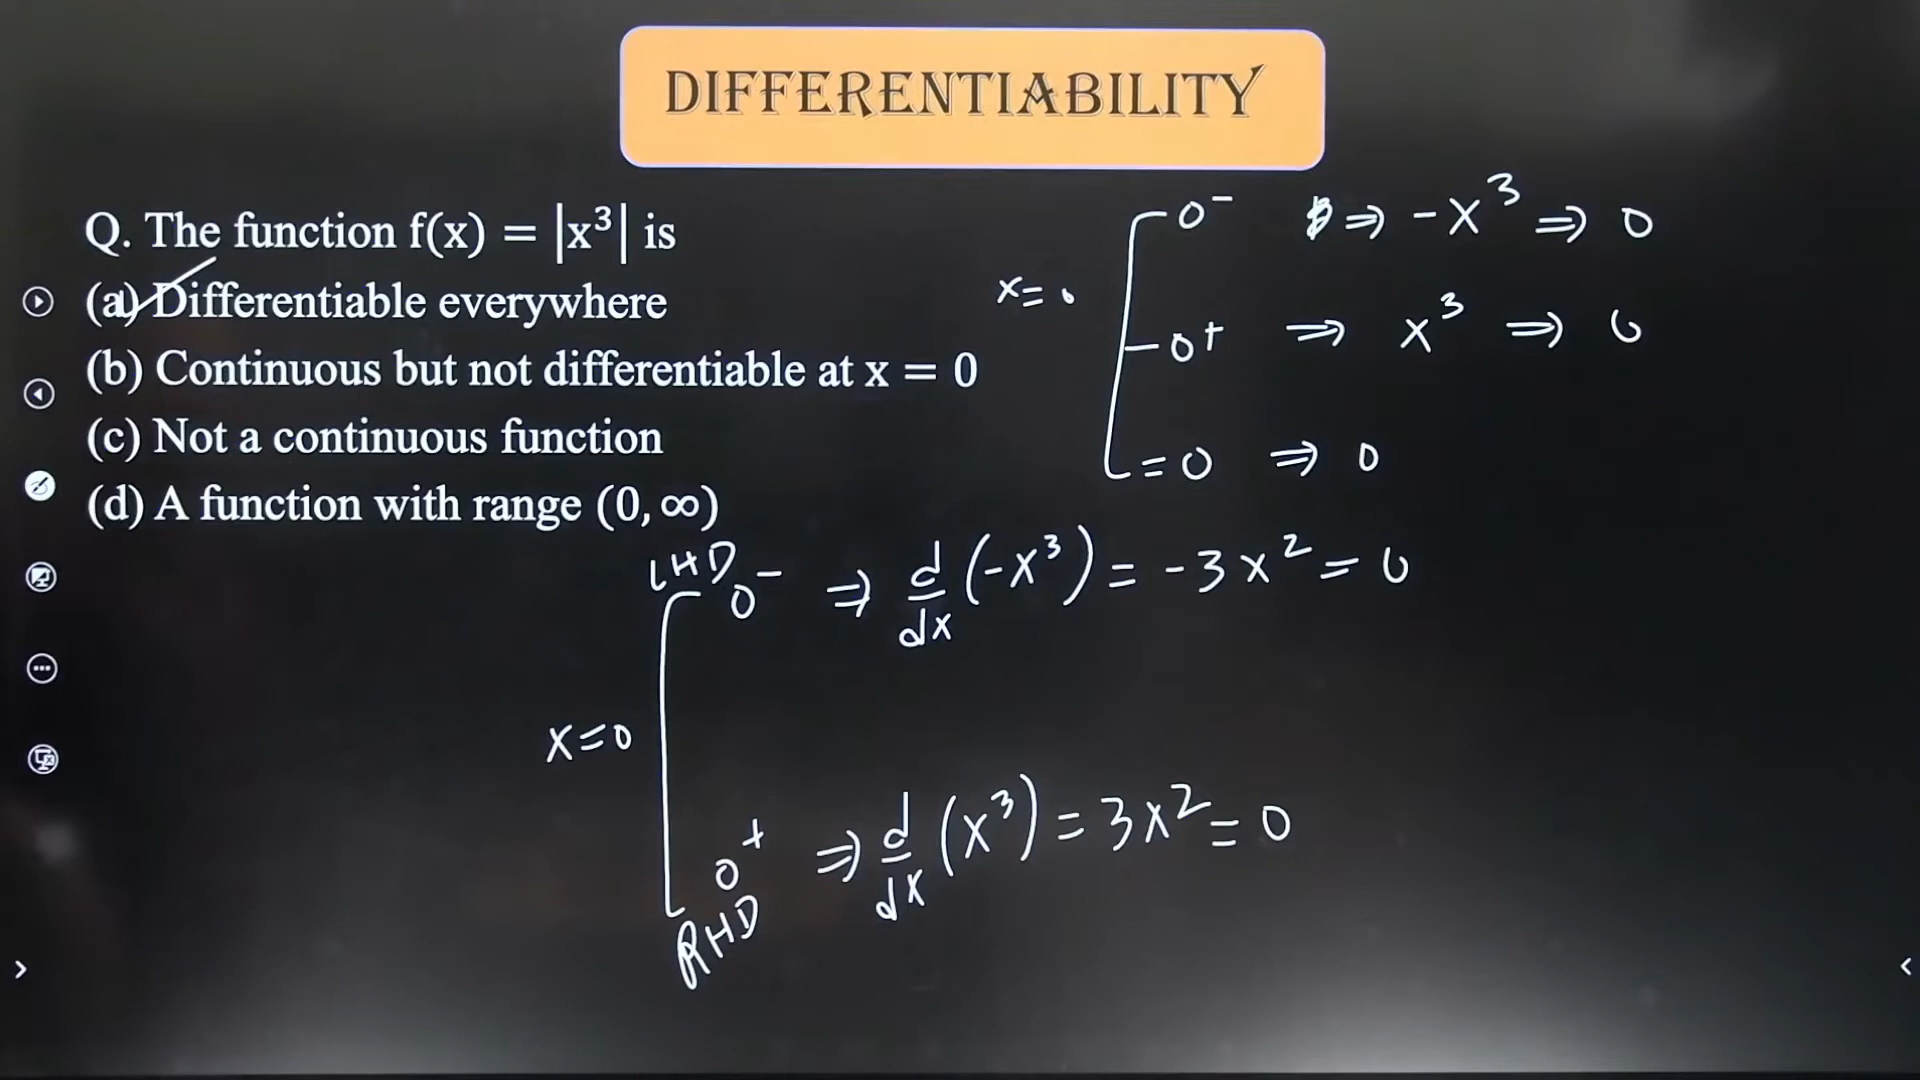 DIFFERENTIABILITY
Q. The function f(x) = |x³| is
(a) Differentiable everywhere
(b) Continuous but not differentiable at x = 0
(c) Not a continuous function
(d) A function with range (0, ∞)
x = 0
0⁻ ⇒ -x³ ⇒ 0
0⁺ ⇒ x³ ⇒ 0
= 0 ⇒ 0
x = 0
LHD
0⁻ ⇒ d/dx (-x³) = -3x² = 0
0⁺ ⇒ d/dx (x³) = 3x² = 0
RHD